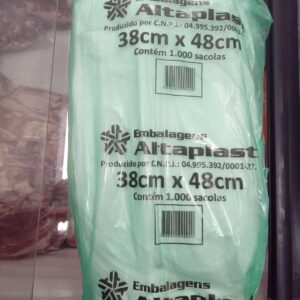 Embalagens
Altaplast
Produzido por C.N.P.J.: 04.995.392/0001
38cm x 48cm
Contém 1.000 sacolas
Embalagens
Altaplast
Produzido por C.N.P.J.: 04.995.392/0001-27
38cm x 48cm
Contém 1.000 sacolas
Embalagens
Altaplast